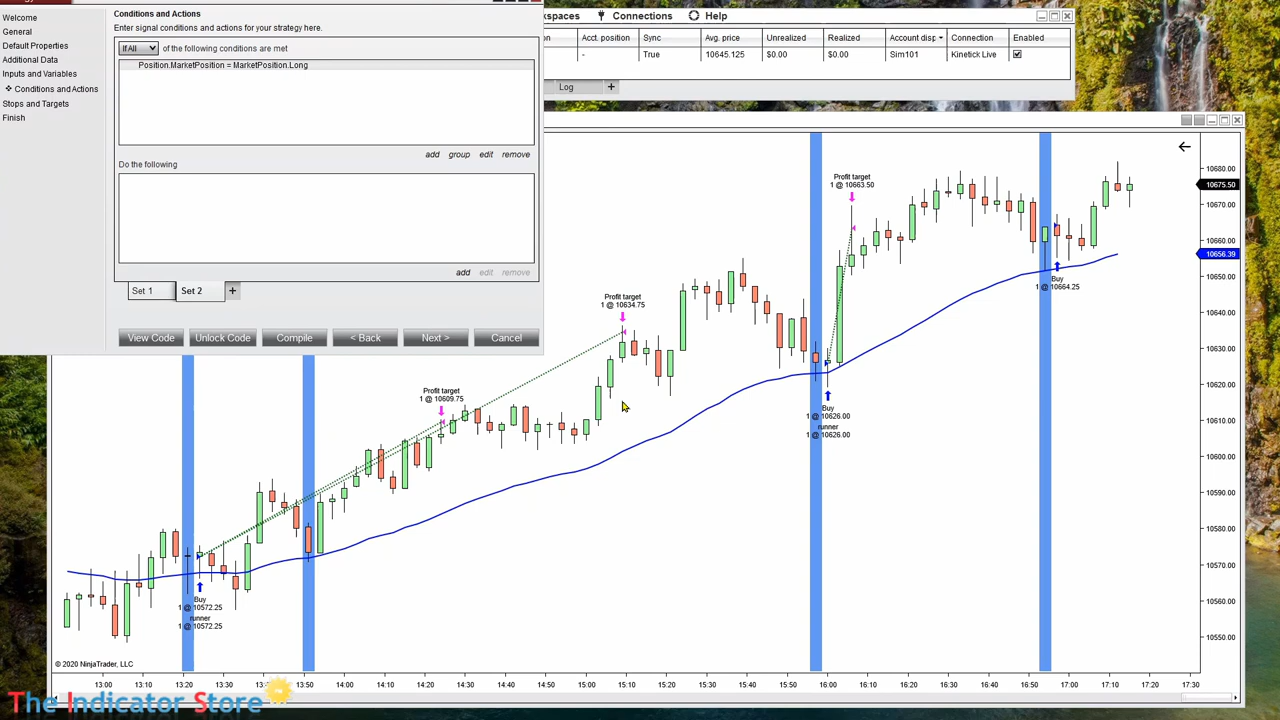 Welcome
General
Default Properties
Additional Data
Inputs and Variables
Conditions and Actions
Stops and Targets
Finish
Conditions and Actions
Enter signal conditions and actions for your strategy here.
If All of the following conditions are met
Position.MarketPosition = MarketPosition.Long
add group edit remove
Do the following
add edit remove
Set 1 Set 2 +
View Code Unlock Code Compile < Back Next > Cancel
Connections Help
Acct. position Sync Avg. price Unrealized Realized Account disp Connection Enabled
- True 10645.125 $0.00 $0.00 Sim101 Kinetick Live
Log +
Profit target
1 @ 10663.50
Profit target
1 @ 10634.75
Profit target
1 @ 10609.75
Buy
1 @ 10664.25
Buy
1 @ 10626.00
runner
1 @ 10626.00
Buy
1 @ 10572.25
runner
1 @ 10572.25
10680.00
10675.50
10670.00
10660.00
10656.39
10650.00
10640.00
10630.00
10620.00
10610.00
10600.00
10590.00
10580.00
10570.00
10560.00
10550.00
© 2020 NinjaTrader, LLC
13:00 13:20 13:50 14:00 14:10 14:20 14:30 14:40 14:50 15:00 15:10 15:20 15:30 15:40 15:50 16:00 16:10 16:20 16:30 16:40 16:50 17:00 17:10 17:20 17:30
The Indicator Store